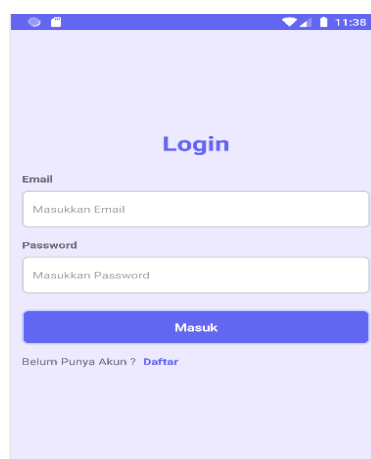 11:38
Login
Email
Masukkan Email
Password
Masukkan Password
Masuk
Belum Punya Akun ? Daftar